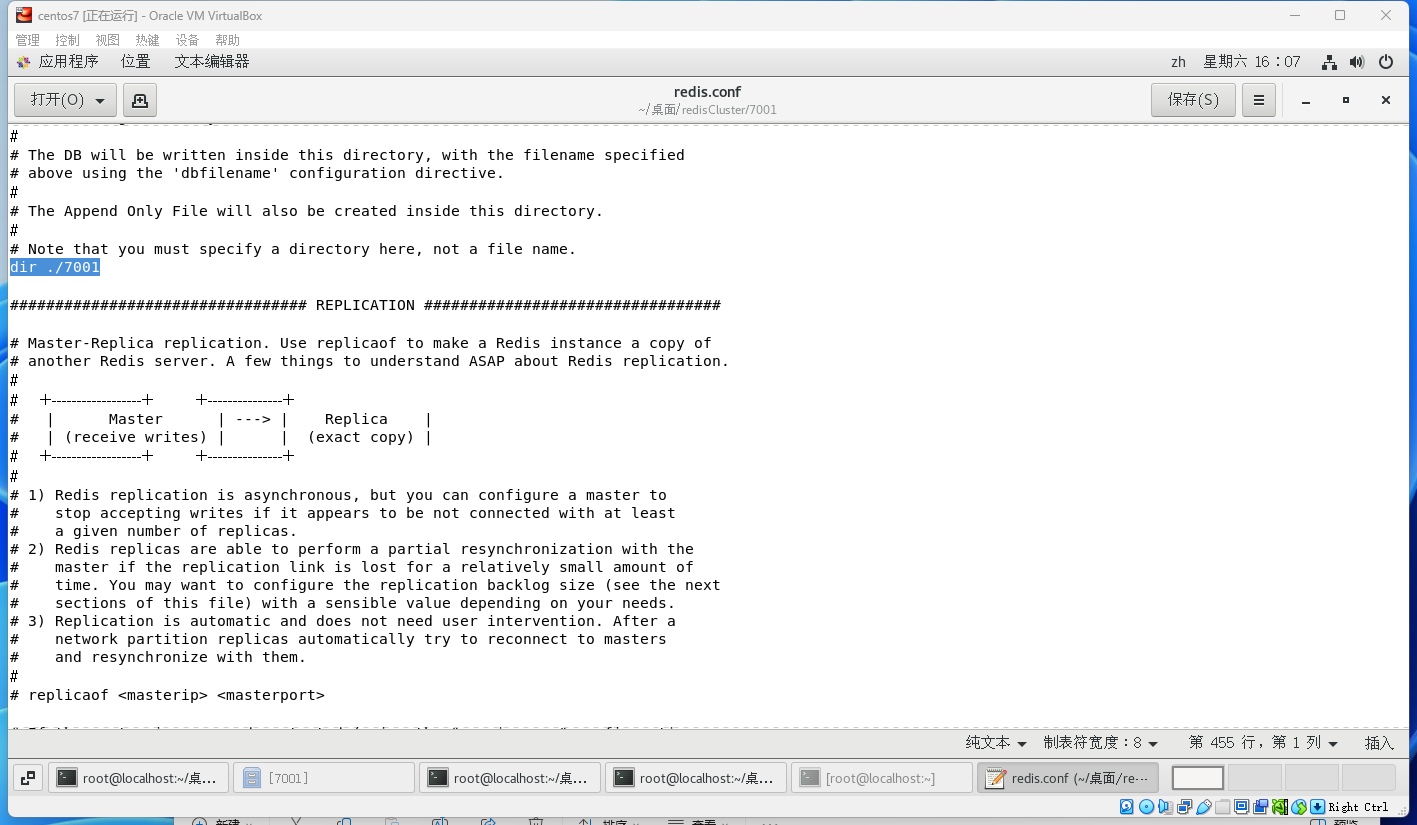 centos7 [正在运行] - Oracle VM VirtualBox
管理 控制 视图 热键 设备 帮助
应用程序 位置 文本编辑器 zh 星期六 16：07
打开(O) redis.conf 保存(S)
~/桌面/redisCluster/7001
#
# The DB will be written inside this directory, with the filename specified
# above using the 'dbfilename' configuration directive.
#
# The Append Only File will also be created inside this directory.
#
# Note that you must specify a directory here, not a file name.
dir ./7001
################################# REPLICATION #################################
# Master-Replica replication. Use replicaof to make a Redis instance a copy of
# another Redis server. A few things to understand ASAP about Redis replication.
#
#   +------------------+      +---------------+
#   |      Master      | ---> |    Replica    |
#   | (receive writes) |      |  (exact copy) |
#   +------------------+      +---------------+
#
# 1) Redis replication is asynchronous, but you can configure a master to
#    stop accepting writes if it appears to be not connected with at least
#    a given number of replicas.
# 2) Redis replicas are able to perform a partial resynchronization with the
#    master if the replication link is lost for a relatively small amount of
#    time. You may want to configure the replication backlog size (see the next
#    sections of this file) with a sensible value depending on your needs.
# 3) Replication is automatic and does not need user intervention. After a
#    network partition replicas automatically try to reconnect to masters
#    and resynchronize with them.
#
# replicaof <masterip> <masterport>
纯文本 制表符宽度：8 第 455 行，第 1 列 插入
root@localhost:~/桌... [7001] root@localhost:~/桌... root@localhost:~/桌... [root@localhost:~] redis.conf (~/桌面/re···
Right Ctrl
新建 排序 查看 ··· 预览